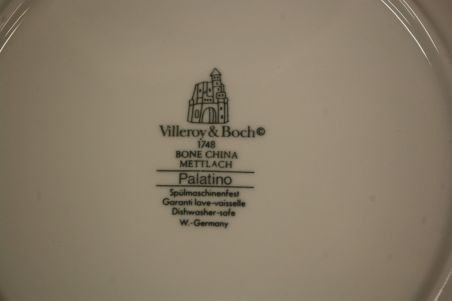 Villeroy & Boch©
1748
BONE CHINA
METTLACH
Palatino
Spülmaschinenfest
Garanti lave-vaisselle
Dishwasher-safe
W.-Germany